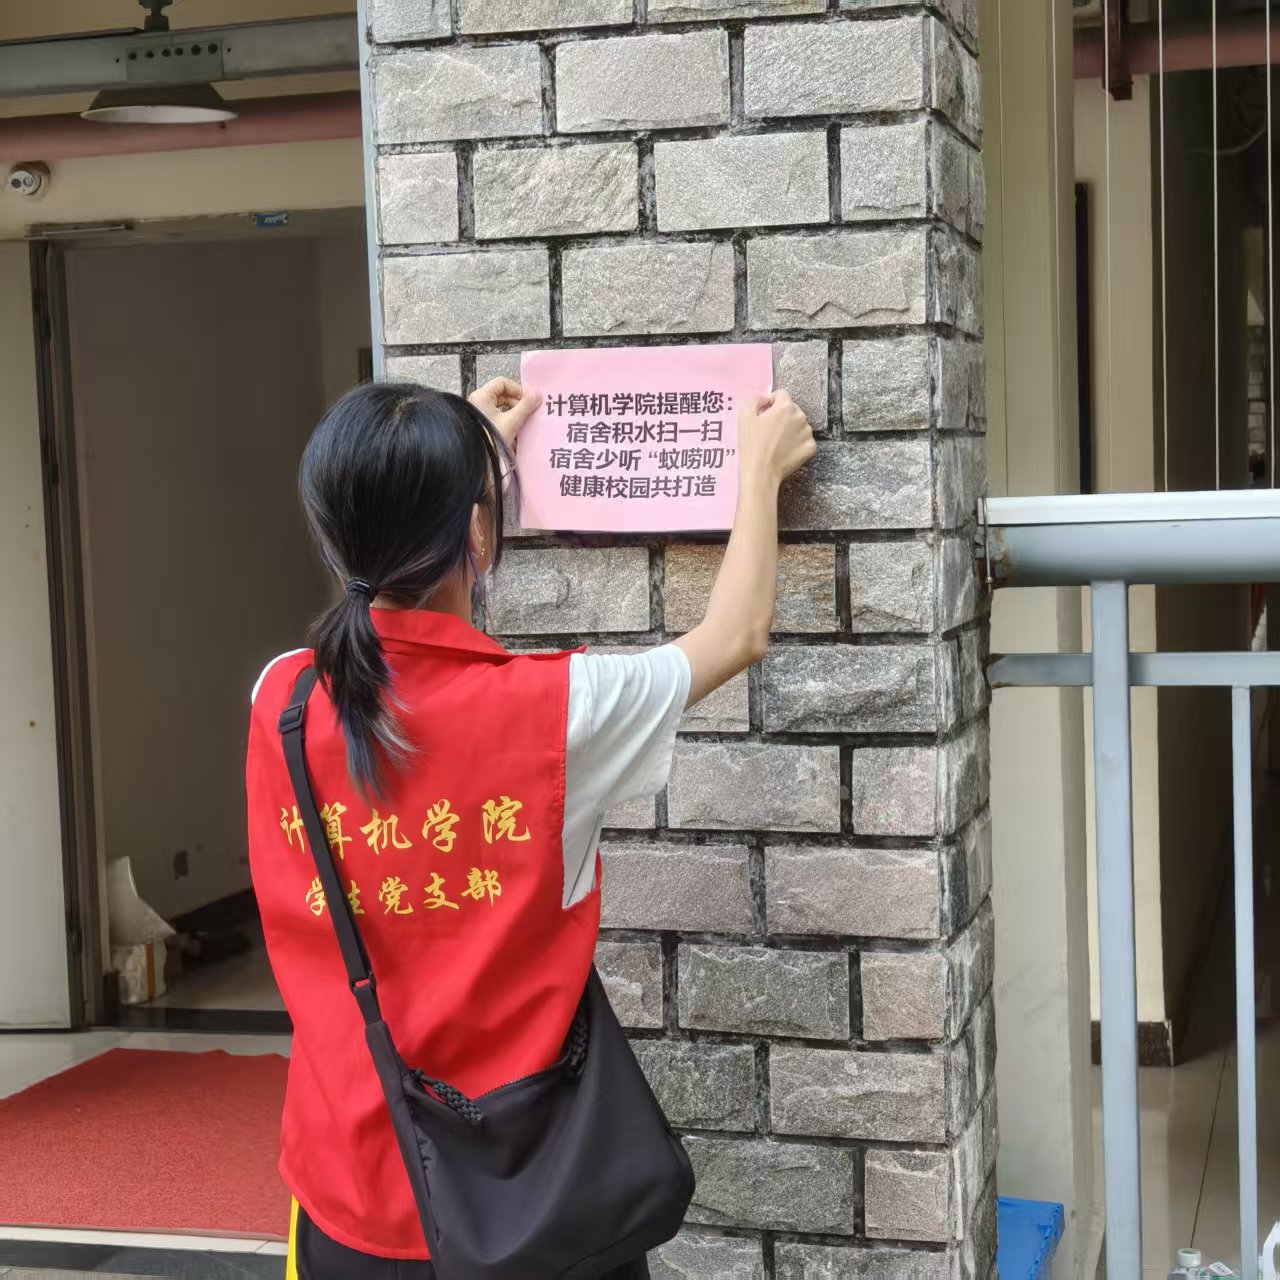 计算机学院提醒您：
宿舍积水扫一扫
宿舍少听“蚊唠叨”
健康校园共打造
计算机学院
学生党支部